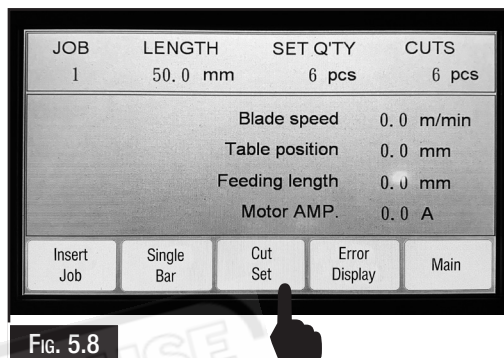 JOB LENGTH SET Q'TY CUTS
1 50.0 mm 6 pcs 6 pcs
Blade speed 0.0 m/min
Table position 0.0 mm
Feeding length 0.0 mm
Motor AMP. 0.0 A
Insert Job
Single Bar
Cut Set
Error Display
Main
FIG. 5.8